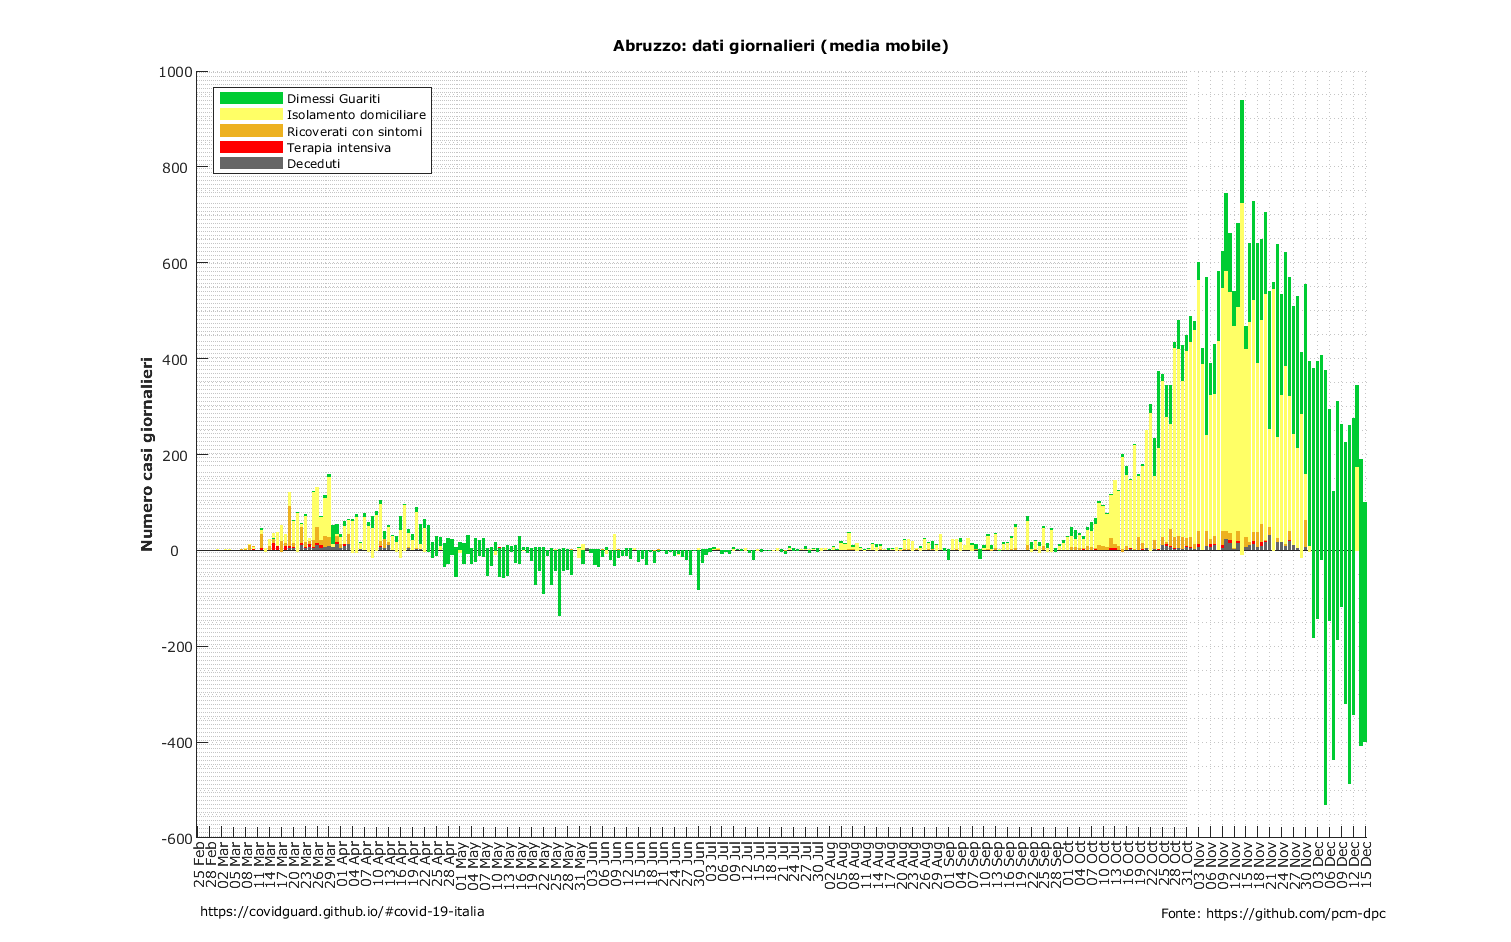 Abruzzo: dati giornalieri (media mobile)
1000
800
600
400
200
0
-200
-400
-600
Numero casi giornalieri
Dimessi Guariti
Isolamento domiciliare
Ricoverati con sintomi
Terapia intensiva
Deceduti
25 Feb
28 Feb
02 Mar
05 Mar
08 Mar
11 Mar
14 Mar
17 Mar
20 Mar
23 Mar
26 Mar
29 Mar
01 Apr
04 Apr
07 Apr
10 Apr
13 Apr
16 Apr
19 Apr
22 Apr
25 Apr
28 Apr
01 May
04 May
07 May
10 May
13 May
16 May
19 May
22 May
25 May
28 May
31 May
03 Jun
06 Jun
09 Jun
12 Jun
15 Jun
18 Jun
21 Jun
24 Jun
27 Jun
30 Jun
03 Jul
06 Jul
09 Jul
12 Jul
15 Jul
18 Jul
21 Jul
24 Jul
27 Jul
30 Jul
02 Aug
05 Aug
08 Aug
11 Aug
14 Aug
17 Aug
20 Aug
23 Aug
26 Aug
29 Aug
01 Sep
04 Sep
07 Sep
10 Sep
13 Sep
16 Sep
19 Sep
22 Sep
25 Sep
28 Sep
01 Oct
04 Oct
07 Oct
10 Oct
13 Oct
16 Oct
19 Oct
22 Oct
25 Oct
28 Oct
31 Oct
03 Nov
06 Nov
09 Nov
12 Nov
15 Nov
18 Nov
21 Nov
24 Nov
27 Nov
30 Nov
03 Dec
06 Dec
09 Dec
12 Dec
15 Dec
https://covidguard.github.io/#covid-19-italia
Fonte: https://github.com/pcm-dpc